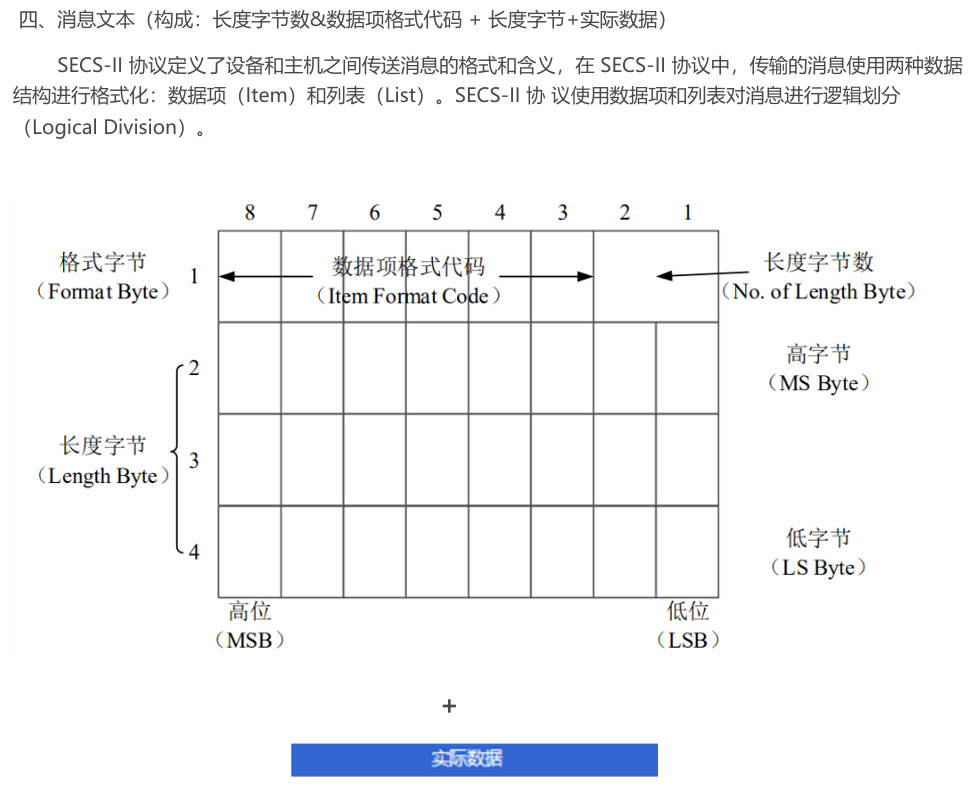 四、消息文本（构成：长度字节数&数据项格式代码 + 长度字节+实际数据）
SECS-II 协议定义了设备和主机之间传送消息的格式和含义，在 SECS-II 协议中，传输的消息使用两种数据
结构进行格式化：数据项（Item）和列表（List）。SECS-II 协 议使用数据项和列表对消息进行逻辑划分
（Logical Division）。
8 7 6 5 4 3 2 1
格式字节
（Format Byte）
1
数据项格式代码
（Item Format Code）
长度字节数
（No. of Length Byte）
2
高字节
（MS Byte）
长度字节
（Length Byte）
3
4
低字节
（LS Byte）
高位
（MSB）
低位
（LSB）
+
实际数据